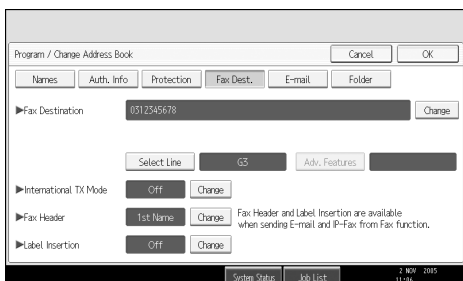 Program / Change Address Book
Cancel
OK
Names
Auth. Info
Protection
Fax Dest.
E-mail
Folder
▶Fax Destination
0312345678
Change
Select Line
G3
Adv. Features
▶International TX Mode
Off
Change
▶Fax Header
1st Name
Change
Fax Header and Label Insertion are available
when sending E-mail and IP-Fax from Fax function.
▶Label Insertion
Off
Change
System Status
Job List
2 NOV 2005
11:06